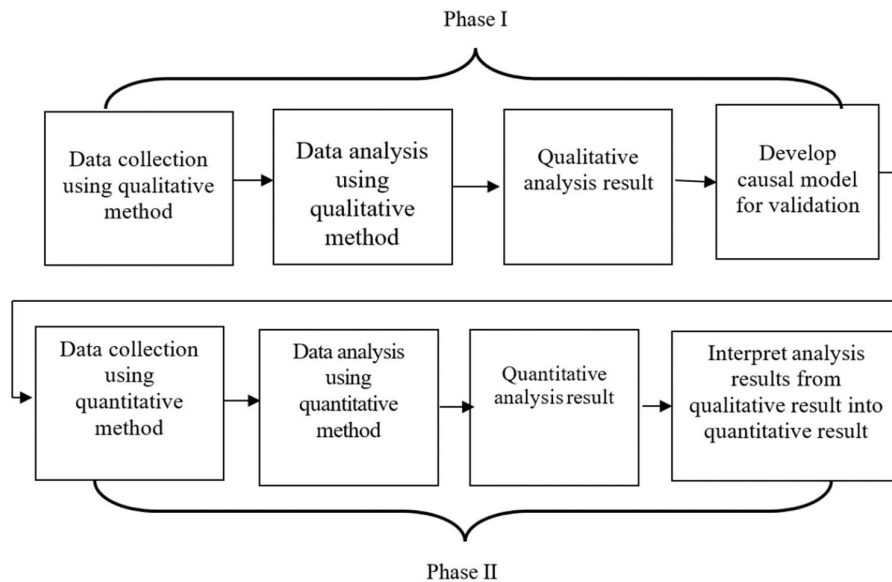 Phase I
Data collection
using qualitative
method
Data analysis
using
qualitative
method
Qualitative
analysis result
Develop
causal model
for validation
Data collection
using
quantitative
method
Data analysis
using
quantitative
method
Quantitative
analysis result
Interpret analysis
results from
qualitative result into
quantitative result
Phase II